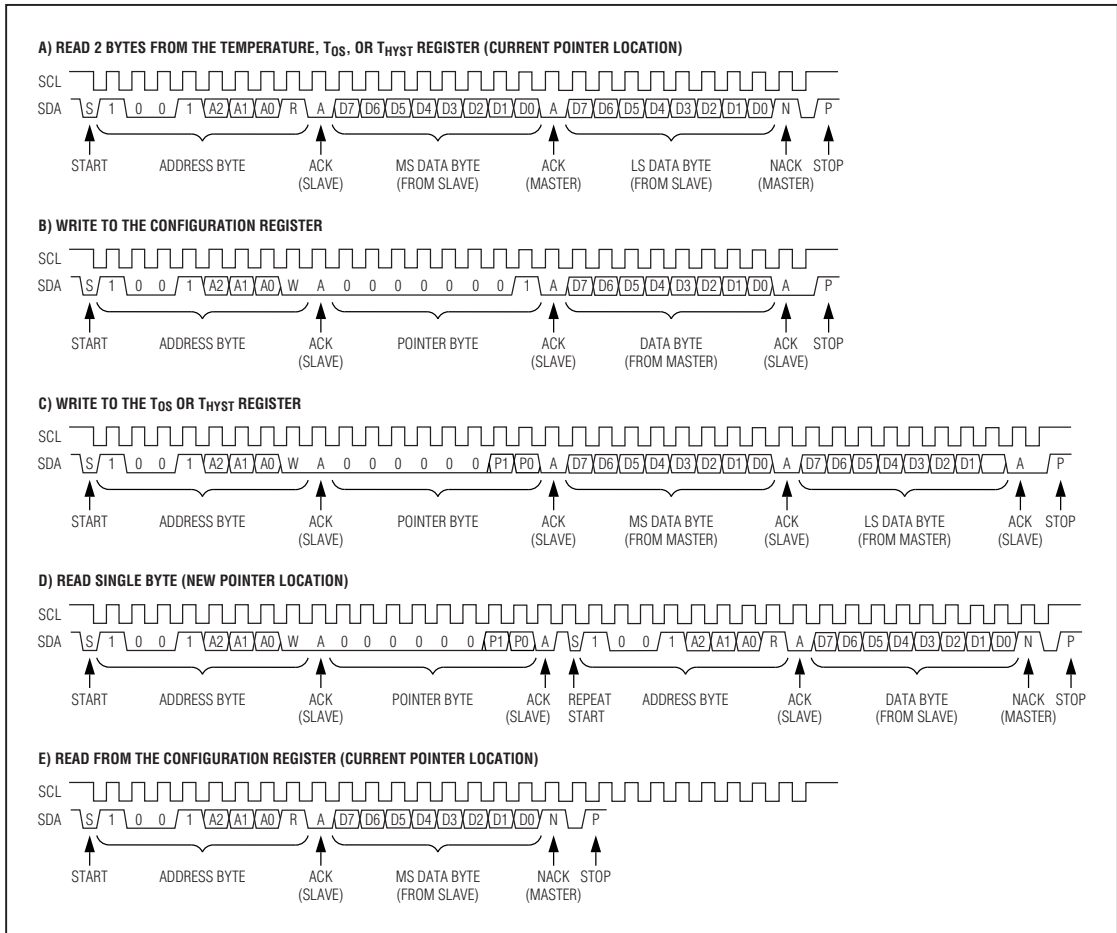 A) READ 2 BYTES FROM THE TEMPERATURE, TOS, OR THYST REGISTER (CURRENT POINTER LOCATION)
SCL
SDA S 1 0 0 1 A2 A1 A0 R A D7 D6 D5 D4 D3 D2 D1 D0 A D7 D6 D5 D4 D3 D2 D1 D0 N P
START ADDRESS BYTE ACK MS DATA BYTE ACK LS DATA BYTE NACK STOP
(SLAVE) (FROM SLAVE) (MASTER) (FROM SLAVE) (MASTER)
B) WRITE TO THE CONFIGURATION REGISTER
SCL
SDA S 1 0 0 1 A2 A1 A0 W A 0 0 0 0 0 0 0 1 A D7 D6 D5 D4 D3 D2 D1 D0 A P
START ADDRESS BYTE ACK POINTER BYTE ACK DATA BYTE ACK STOP
(SLAVE) (SLAVE) (FROM MASTER) (SLAVE)
C) WRITE TO THE TOS OR THYST REGISTER
SCL
SDA S 1 0 0 1 A2 A1 A0 W A 0 0 0 0 0 0 P1 P0 A D7 D6 D5 D4 D3 D2 D1 D0 A D7 D6 D5 D4 D3 D2 D1 A P
START ADDRESS BYTE ACK POINTER BYTE ACK MS DATA BYTE ACK LS DATA BYTE ACK STOP
(SLAVE) (SLAVE) (FROM MASTER) (SLAVE) (FROM MASTER) (SLAVE)
D) READ SINGLE BYTE (NEW POINTER LOCATION)
SCL
SDA S 1 0 0 1 A2 A1 A0 W A 0 0 0 0 0 0 P1 P0 A S 1 0 0 1 A2 A1 A0 R A D7 D6 D5 D4 D3 D2 D1 D0 N P
START ADDRESS BYTE ACK POINTER BYTE ACK REPEAT ADDRESS BYTE ACK DATA BYTE NACK STOP
(SLAVE) (SLAVE) START (SLAVE) (FROM SLAVE) (MASTER)
E) READ FROM THE CONFIGURATION REGISTER (CURRENT POINTER LOCATION)
SCL
SDA S 1 0 0 1 A2 A1 A0 R A D7 D6 D5 D4 D3 D2 D1 D0 N P
START ADDRESS BYTE ACK MS DATA BYTE NACK STOP
(SLAVE) (FROM SLAVE) (MASTER)